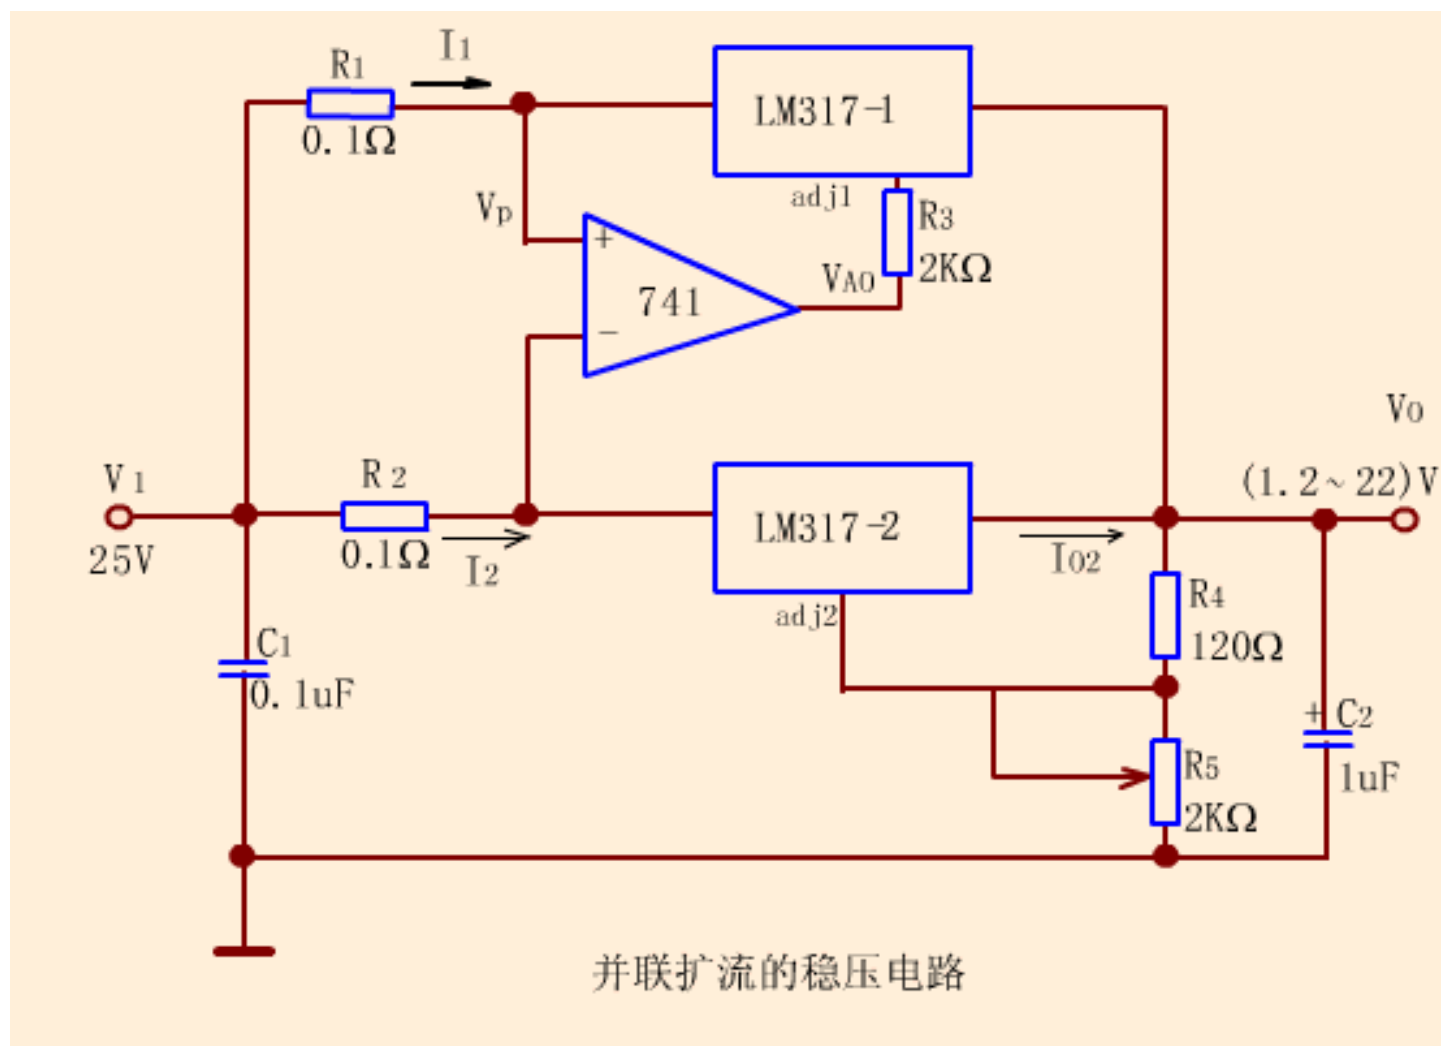 I1
R1
0.1Ω
LM317-1
adj1
Vp
+
R3
2KΩ
VAO
741
−
VO
(1.2~22)V
V1
25V
R2
0.1Ω
I2
LM317-2
IO2
adj2
R4
120Ω
C1
0.1uF
+
C2
1uF
R5
2KΩ
并联扩流的稳压电路